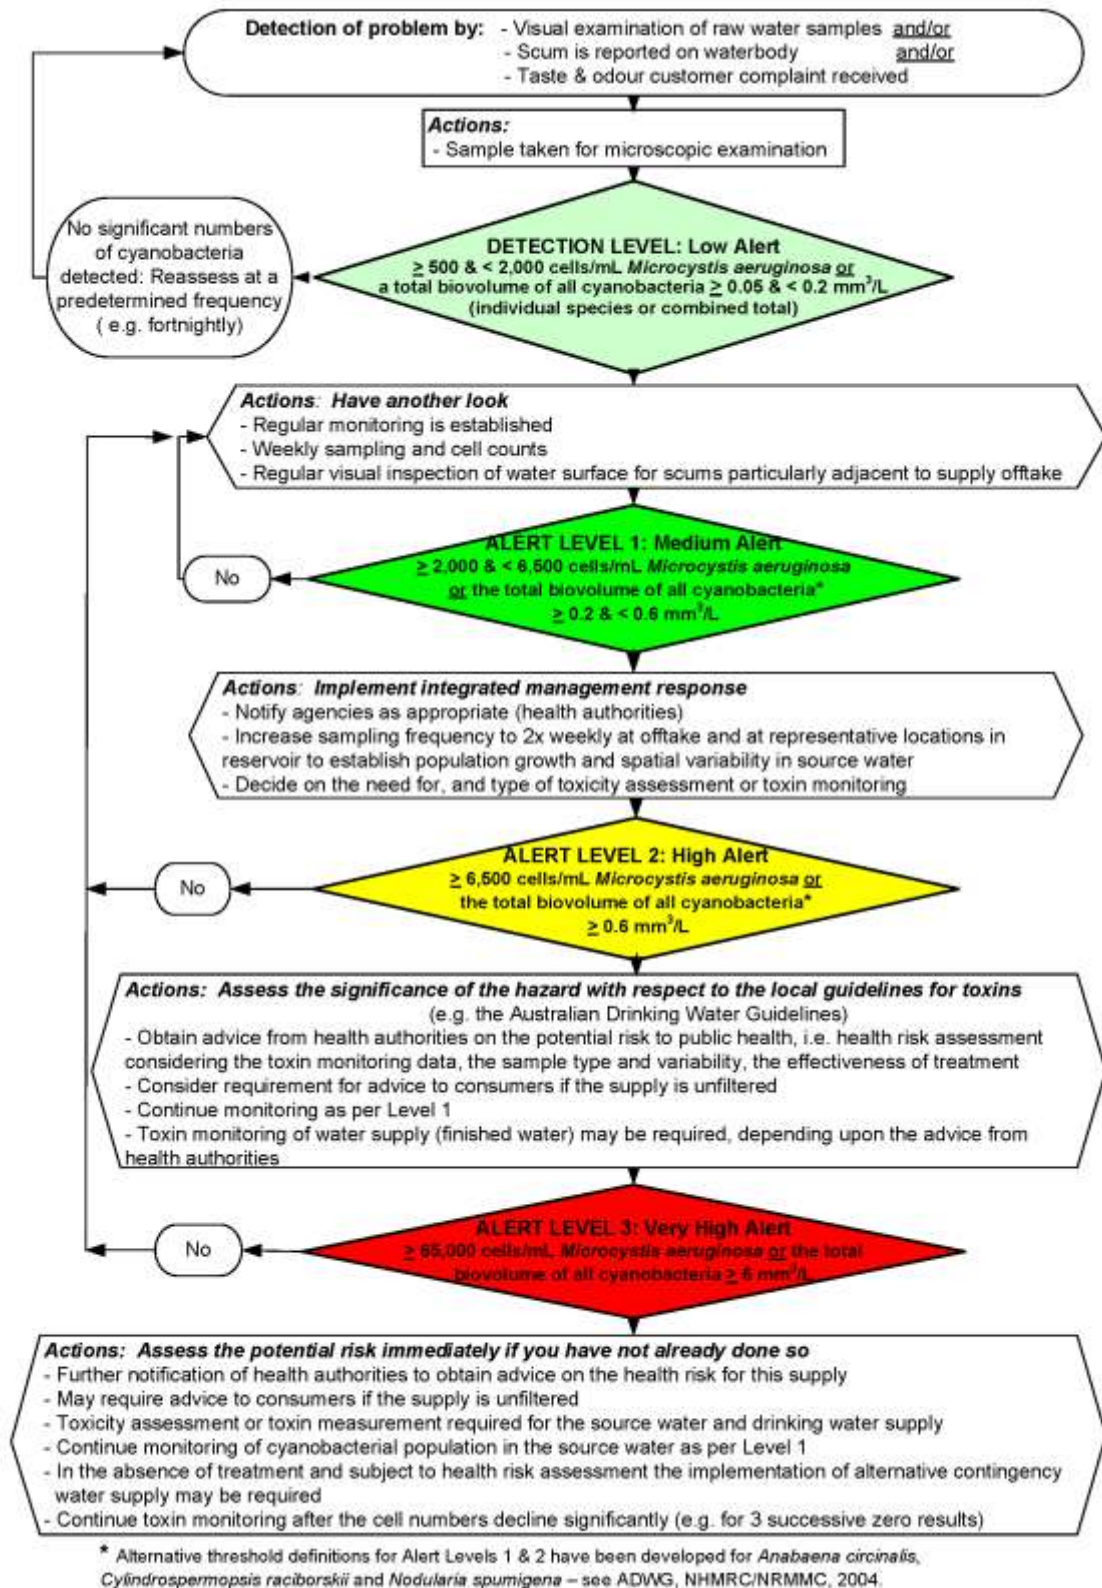 Detection of problem by: - Visual examination of raw water samples and/or
- Scum is reported on waterbody and/or
- Taste & odour customer complaint received
Actions:
- Sample taken for microscopic examination
No significant numbers
of cyanobacteria
detected: Reassess at a
predetermined frequency
( e.g. fortnightly)
DETECTION LEVEL: Low Alert
≥ 500 & < 2,000 cells/mL Microcystis aeruginosa or
a total biovolume of all cyanobacteria ≥ 0.05 & < 0.2 mm³/L
(individual species or combined total)
Actions: Have another look
- Regular monitoring is established
- Weekly sampling and cell counts
- Regular visual inspection of water surface for scums particularly adjacent to supply offtake
No
ALERT LEVEL 1: Medium Alert
≥ 2,000 & < 6,500 cells/mL Microcystis aeruginosa
or the total biovolume of all cyanobacteria*
≥ 0.2 & < 0.6 mm³/L
Actions: Implement integrated management response
- Notify agencies as appropriate (health authorities)
- Increase sampling frequency to 2x weekly at offtake and at representative locations in
reservoir to establish population growth and spatial variability in source water
- Decide on the need for, and type of toxicity assessment or toxin monitoring
No
ALERT LEVEL 2: High Alert
≥ 6,500 cells/mL Microcystis aeruginosa or
the total biovolume of all cyanobacteria*
≥ 0.6 mm³/L
Actions: Assess the significance of the hazard with respect to the local guidelines for toxins
(e.g. the Australian Drinking Water Guidelines)
- Obtain advice from health authorities on the potential risk to public health, i.e. health risk assessment
considering the toxin monitoring data, the sample type and variability, the effectiveness of treatment
- Consider requirement for advice to consumers if the supply is unfiltered
- Continue monitoring as per Level 1
- Toxin monitoring of water supply (finished water) may be required, depending upon the advice from
health authorities
No
ALERT LEVEL 3: Very High Alert
≥ 65,000 cells/mL Microcystis aeruginosa or the total
biovolume of all cyanobacteria ≥ 6 mm³/L
Actions: Assess the potential risk immediately if you have not already done so
- Further notification of health authorities to obtain advice on the health risk for this supply
- May require advice to consumers if the supply is unfiltered
- Toxicity assessment or toxin measurement required for the source water and drinking water supply
- Continue monitoring of cyanobacterial population in the source water as per Level 1
- In the absence of treatment and subject to health risk assessment the implementation of alternative contingency
water supply may be required
- Continue toxin monitoring after the cell numbers decline significantly (e.g. for 3 successive zero results)
* Alternative threshold definitions for Alert Levels 1 & 2 have been developed for Anabaena circinalis,
Cylindrospermopsis raciborskii and Nodularia spumigena – see ADWG, NHMRC/NRMMC, 2004